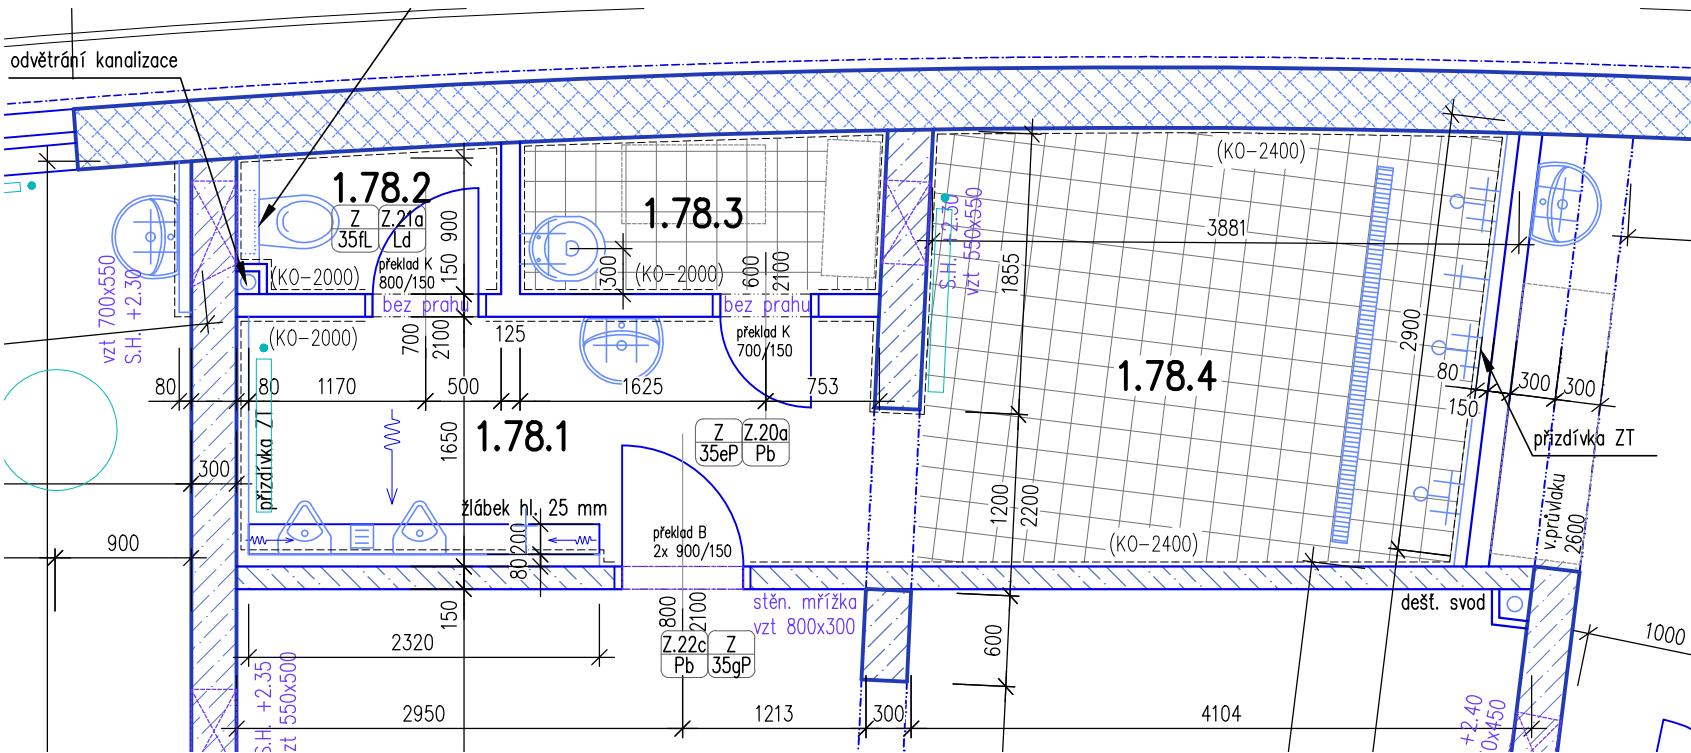 odvětrání kanalizace
1.78.2
Z
Z.21a
35fL
Ld
900
150
překlad K
800/150
(KO-2000)
bez prahu
1.78.3
300
(KO-2000)
600
2100
bez prahu
(KO-2400)
S.H. +2.30
vzt 550x550
3881
1855
2900
vzt 700x550
S.H. +2.30
(KO-2000)
700
2100
125
překlad K
700/150
80
80
1170
500
1625
753
1.78.4
80
150
300
300
přizdívka ZT
1650
1.78.1
Z
Z.20a
35eP
Pb
přizdívka ZT
300
1200
2200
v.průvlaku
2600
žlábek hl. 25 mm
200
80
překlad B
2x 900/150
(KO-2400)
900
150
800
2100
stěn. mřížka
vzt 800x300
dešť. svod
600
1000
2320
Z.22c
Z
Pb
35gP
S.H. +2.35
vzt 550x500
2950
1213
300
4104
+2.40
0x450